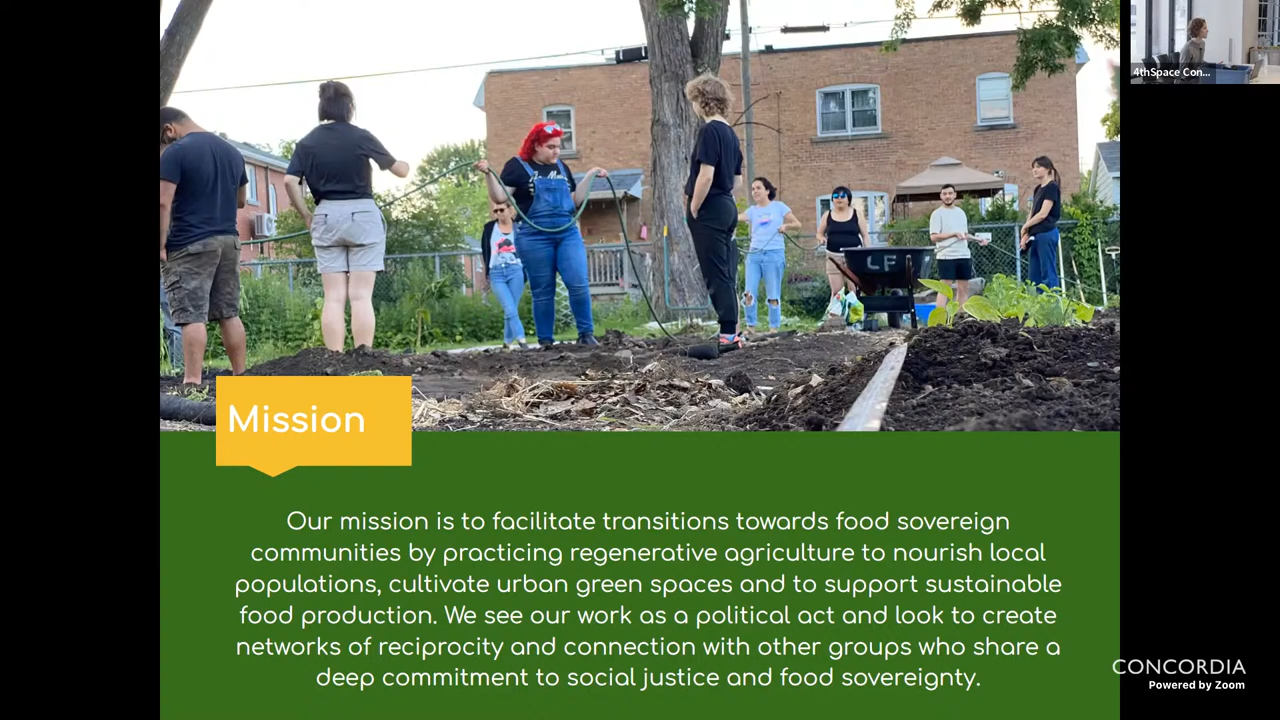 4thSpace Con...
LF
Mission
Our mission is to facilitate transitions towards food sovereign
communities by practicing regenerative agriculture to nourish local
populations, cultivate urban green spaces and to support sustainable
food production. We see our work as a political act and look to create
networks of reciprocity and connection with other groups who share a
deep commitment to social justice and food sovereignty.
CONCORDIA
Powered by Zoom